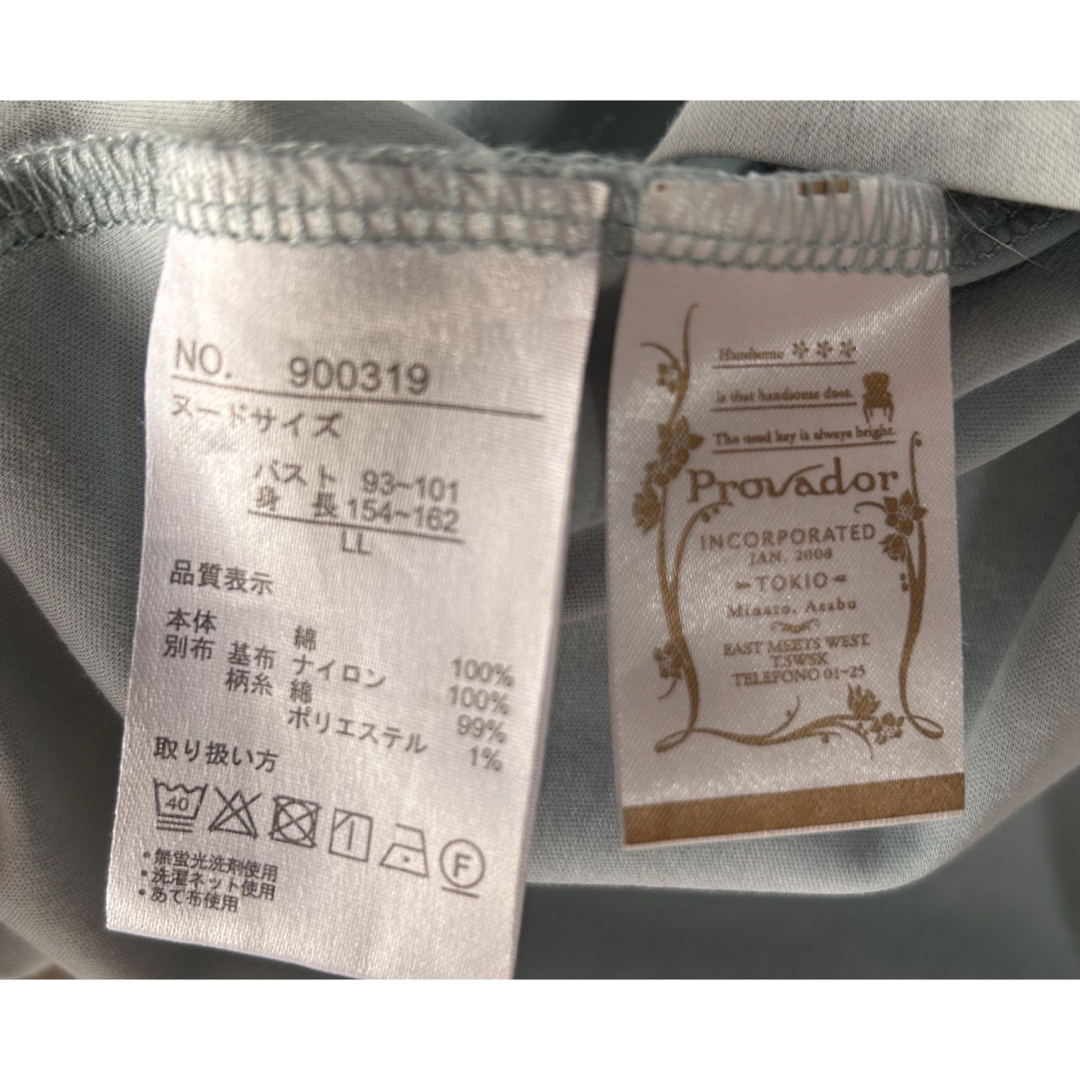 NO. 900319
ヌードサイズ
バスト 93~101
身長 154~162
LL
品質表示
本体 綿 100%
別布 基布 ナイロン 100%
柄糸 綿 99%
ポリエステル 1%
取り扱い方
40
F
・無蛍光洗剤使用
・洗濯ネット使用
・あて布使用
Handsome
is that handsome does.
The used key is always bright.
Provador
INCORPORATED
JAN. 2008
TOKIO
Minato, Azabu
EAST MEETS WEST
T.SWSK
TELEFONO 01~25